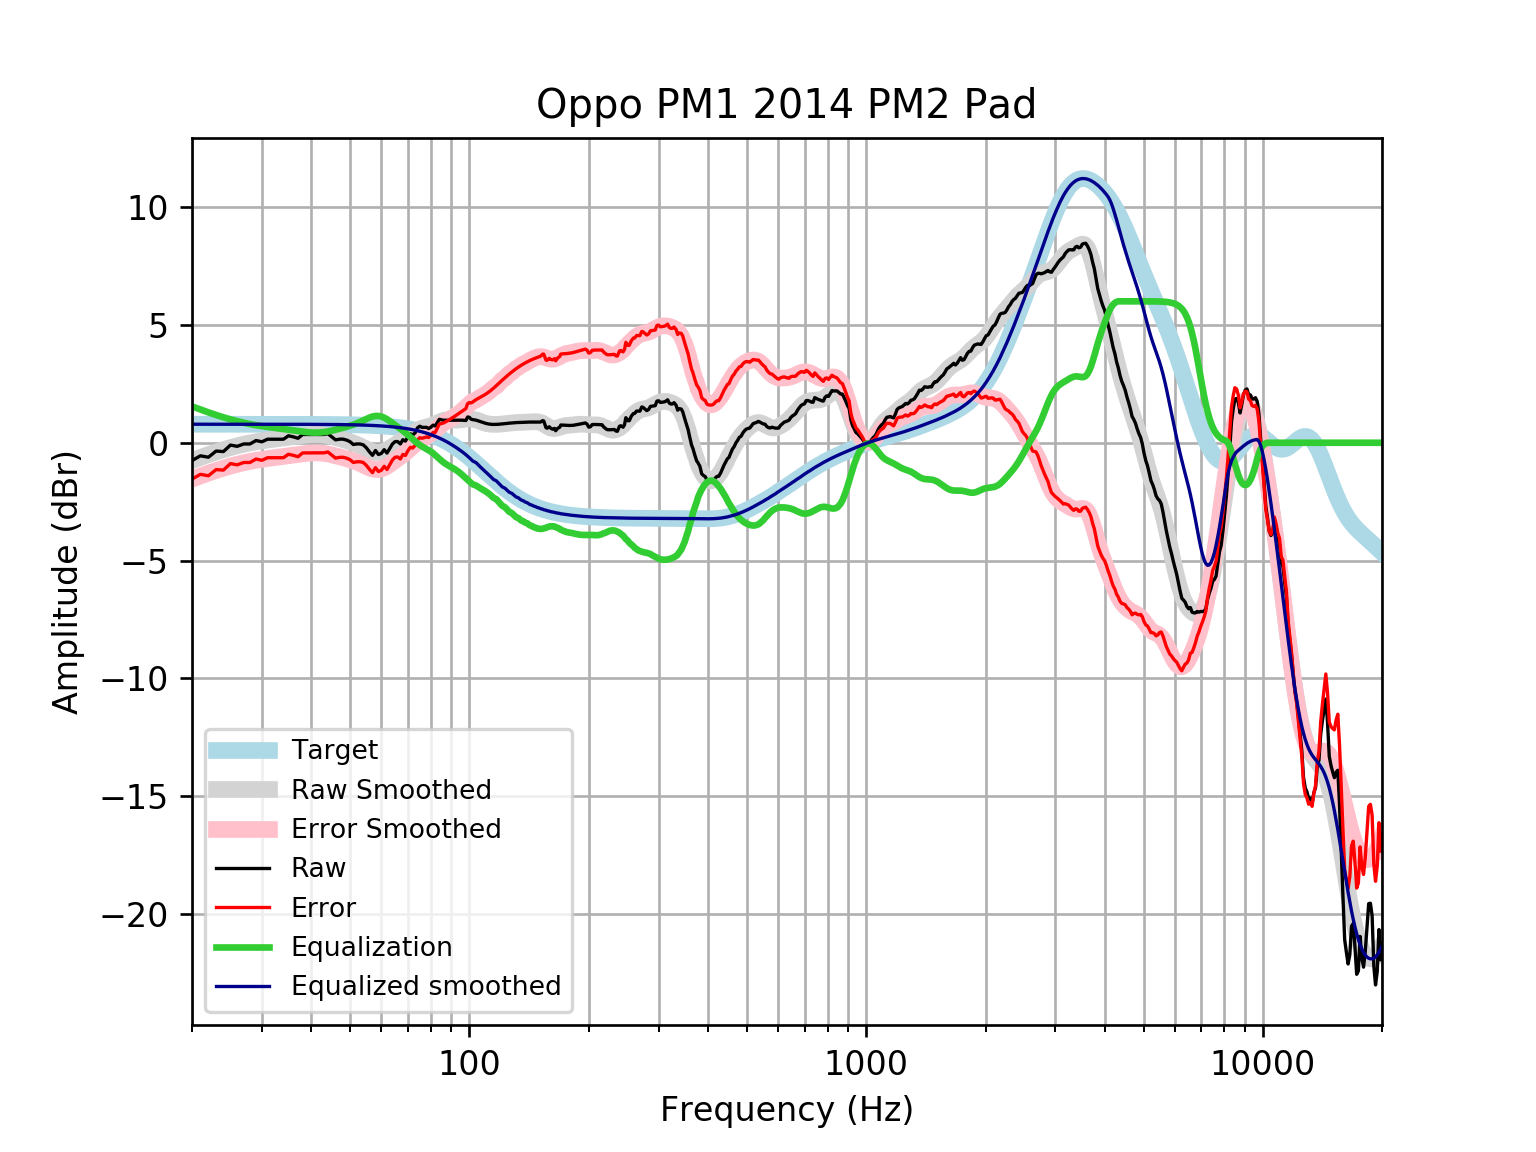 Oppo PM1 2014 PM2 Pad
Amplitude (dBr)
10
5
0
−5
−10
−15
−20
Target
Raw Smoothed
Error Smoothed
Raw
Error
Equalization
Equalized smoothed
100
1000
10000
Frequency (Hz)